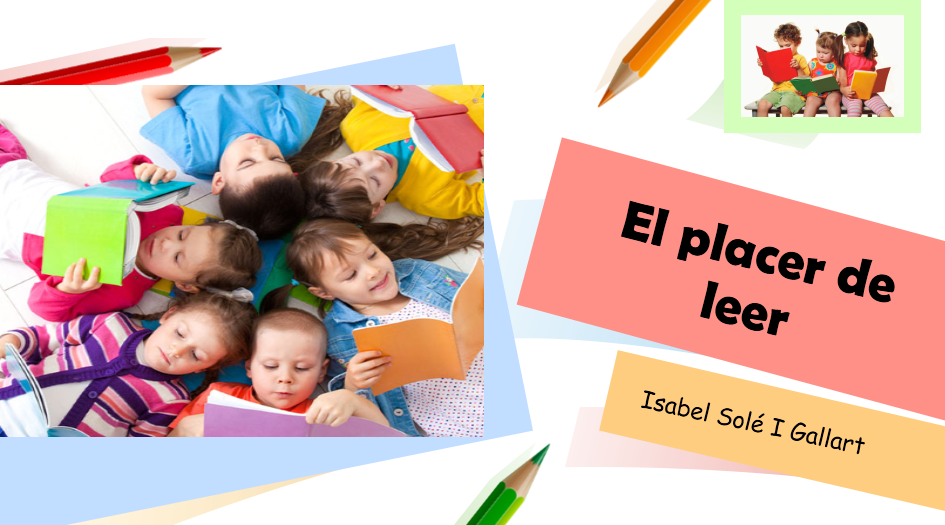 El placer de
leer
Isabel Solé I Gallart